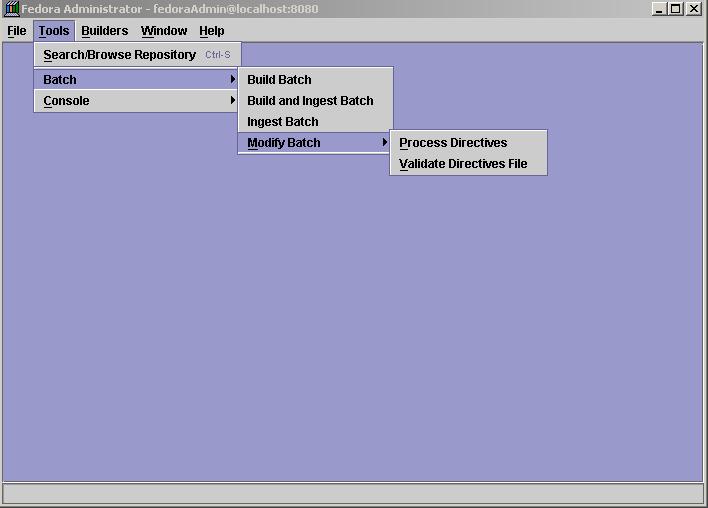 Fedora Administrator - fedoraAdmin@localhost:8080
File Tools Builders Window Help
Search/Browse Repository Ctrl-S
Batch
Console
Build Batch
Build and Ingest Batch
Ingest Batch
Modify Batch
Process Directives
Validate Directives File